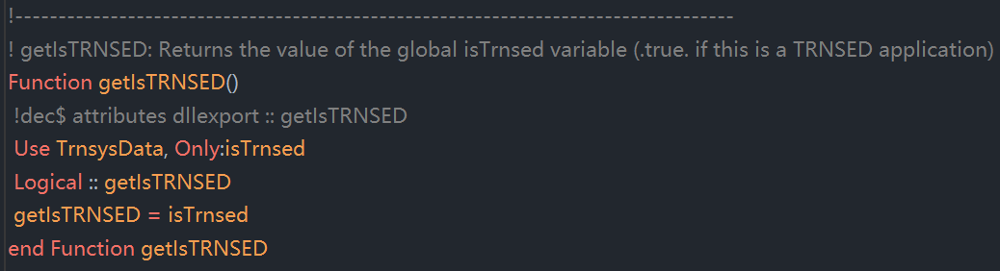 !-----------------------------------------------------------------------------------
! getIsTRNSED: Returns the value of the global isTrnsed variable (.true. if this is a TRNSED application)
Function getIsTRNSED()
!dec$ attributes dllexport :: getIsTRNSED
Use TrnsysData, Only:isTrnsed
Logical :: getIsTRNSED
getIsTRNSED = isTrnsed
end Function getIsTRNSED